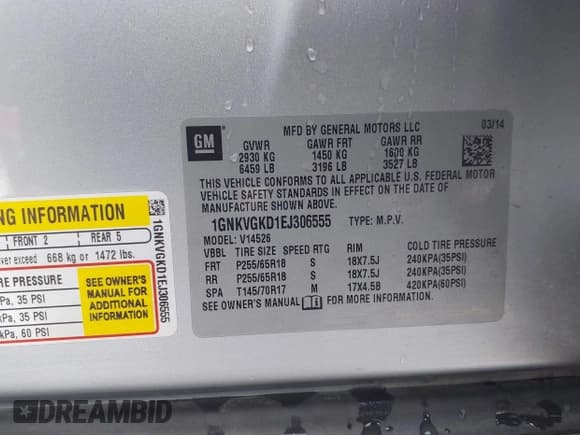 GM
MFD BY GENERAL MOTORS LLC 03/14
GVWR GAWR FRT GAWR RR
2930 KG 1450 KG 1600 KG
6459 LB 3196 LB 3527 LB
THIS VEHICLE CONFORMS TO ALL APPLICABLE U.S. FEDERAL MOTOR
VEHICLE SAFETY STANDARDS IN EFFECT ON THE DATE OF
MANUFACTURE SHOWN ABOVE.
1GNKVGKD1EJ306555 TYPE: M.P.V.
MODEL: V14526
VBBL TIRE SIZE SPEED RTG RIM COLD TIRE PRESSURE
FRT P255/65R18 S 18X7.5J 240KPA(35PSI)
RR P255/65R18 S 18X7.5J 240KPA(35PSI)
SPA T145/70R17 M 17X4.5B 420KPA(60PSI)
SEE OWNER'S MANUAL FOR MORE INFORMATION
NG INFORMATION
FRONT 2 REAR 5
ver exceed 668 kg or 1472 lbs.
E PRESSURE
Pa, 35 PSI
kPa, 35 PSI
kPa, 60 PSI
SEE OWNER'S
MANUAL FOR
ADDITIONAL
INFORMATION
1GNKVGKD1EJ306555
DREAMBID